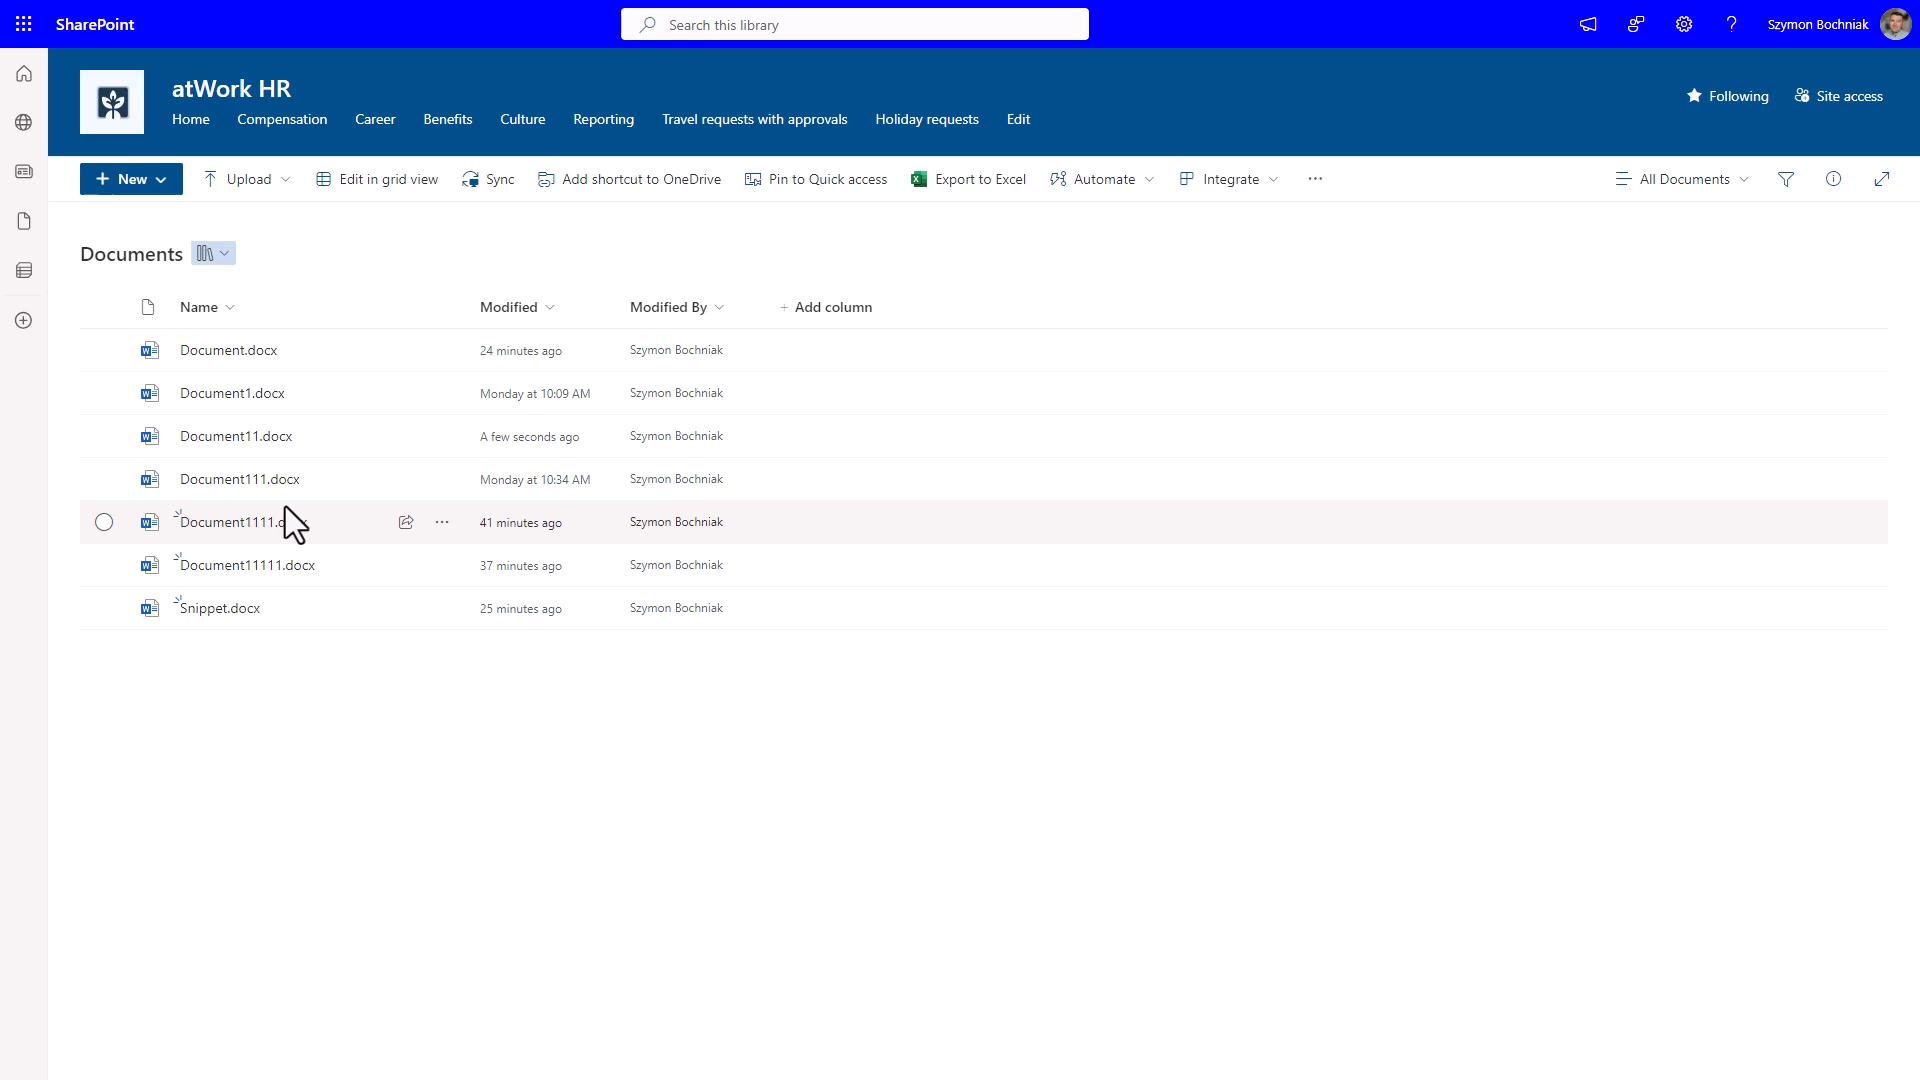 SharePoint
Search this library
Szymon Bochniak
atWork HR
Following
Site access
Home Compensation Career Benefits Culture Reporting Travel requests with approvals Holiday requests Edit
New Upload Edit in grid view Sync Add shortcut to OneDrive Pin to Quick access Export to Excel Automate Integrate ... All Documents
Documents
Name Modified Modified By + Add column
Document.docx 24 minutes ago Szymon Bochniak
Document1.docx Monday at 10:09 AM Szymon Bochniak
Document11.docx A few seconds ago Szymon Bochniak
Document111.docx Monday at 10:34 AM Szymon Bochniak
Document1111.d 41 minutes ago Szymon Bochniak
Document11111.docx 37 minutes ago Szymon Bochniak
Snippet.docx 25 minutes ago Szymon Bochniak